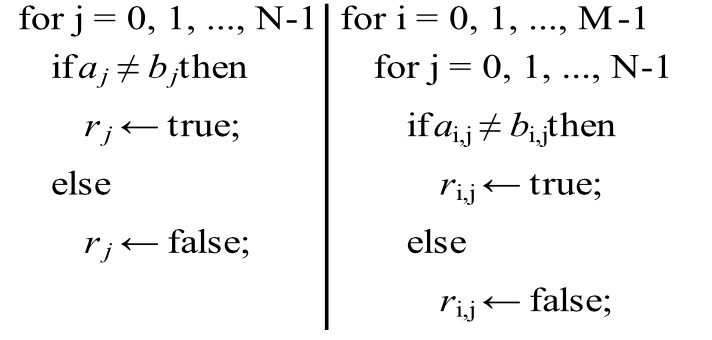 for j = 0, 1, ..., N-1
if a_j ≠ b_j then
r_j ← true;
else
r_j ← false;
for i = 0, 1, ..., M-1
for j = 0, 1, ..., N-1
if a_i,j ≠ b_i,j then
r_i,j ← true;
else
r_i,j ← false;